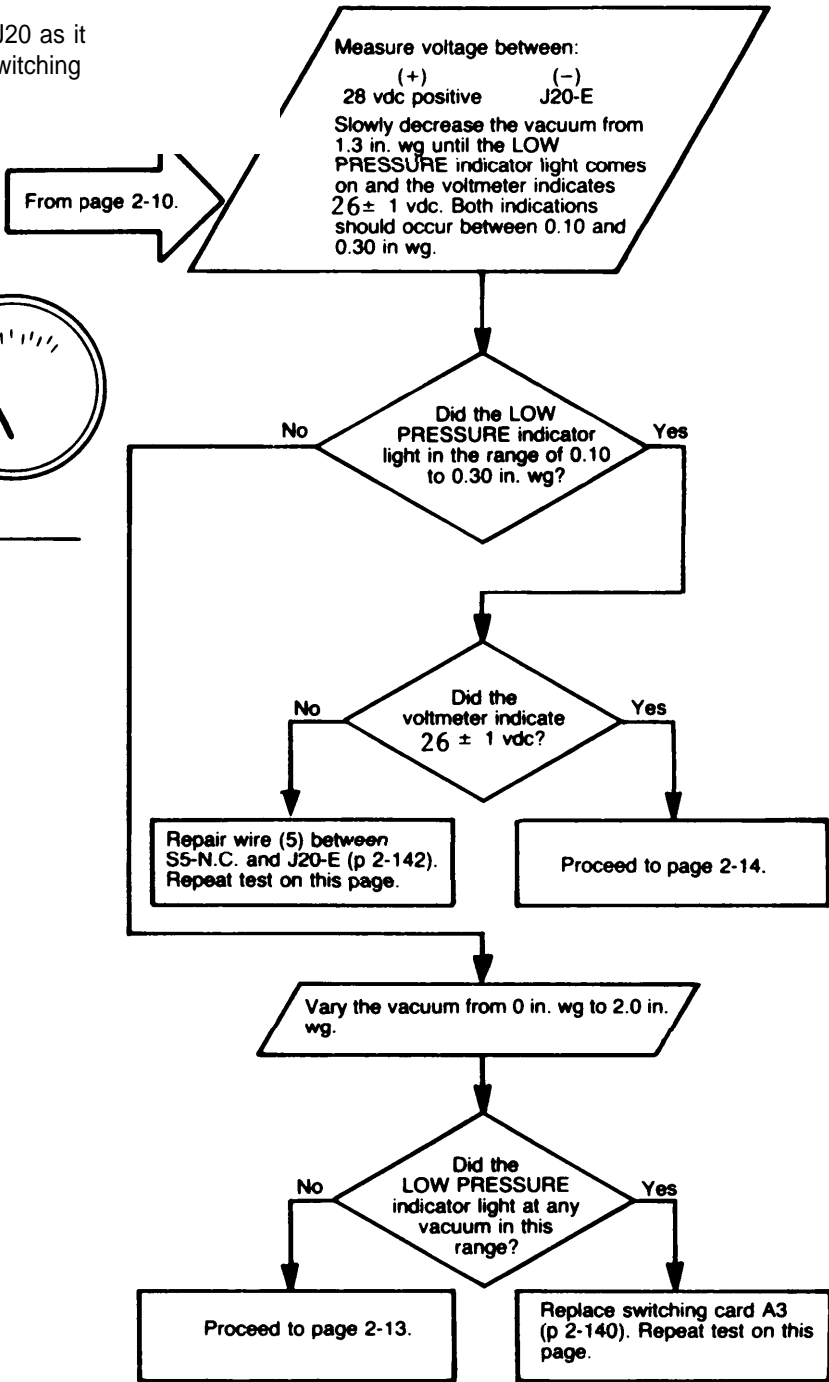 J20 as it
witching
Measure voltage between:
(+) (–)
28 vdc positive J20-E
Slowly decrease the vacuum from
1.3 in. wg until the LOW
PRESSURE indicator light comes
on and the voltmeter indicates
26± 1 vdc. Both indications
should occur between 0.10 and
0.30 in wg.
From page 2-10.
Did the LOW
PRESSURE indicator
light in the range of 0.10
to 0.30 in. wg?
No
Yes
Did the
voltmeter indicate
26 ± 1 vdc?
No
Yes
Repair wire (5) between
S5-N.C. and J20-E (p 2-142).
Repeat test on this page.
Proceed to page 2-14.
Vary the vacuum from 0 in. wg to 2.0 in.
wg.
Did the
LOW PRESSURE
indicator light at any
vacuum in this
range?
No
Yes
Proceed to page 2-13.
Replace switching card A3
(p 2-140). Repeat test on this
page.